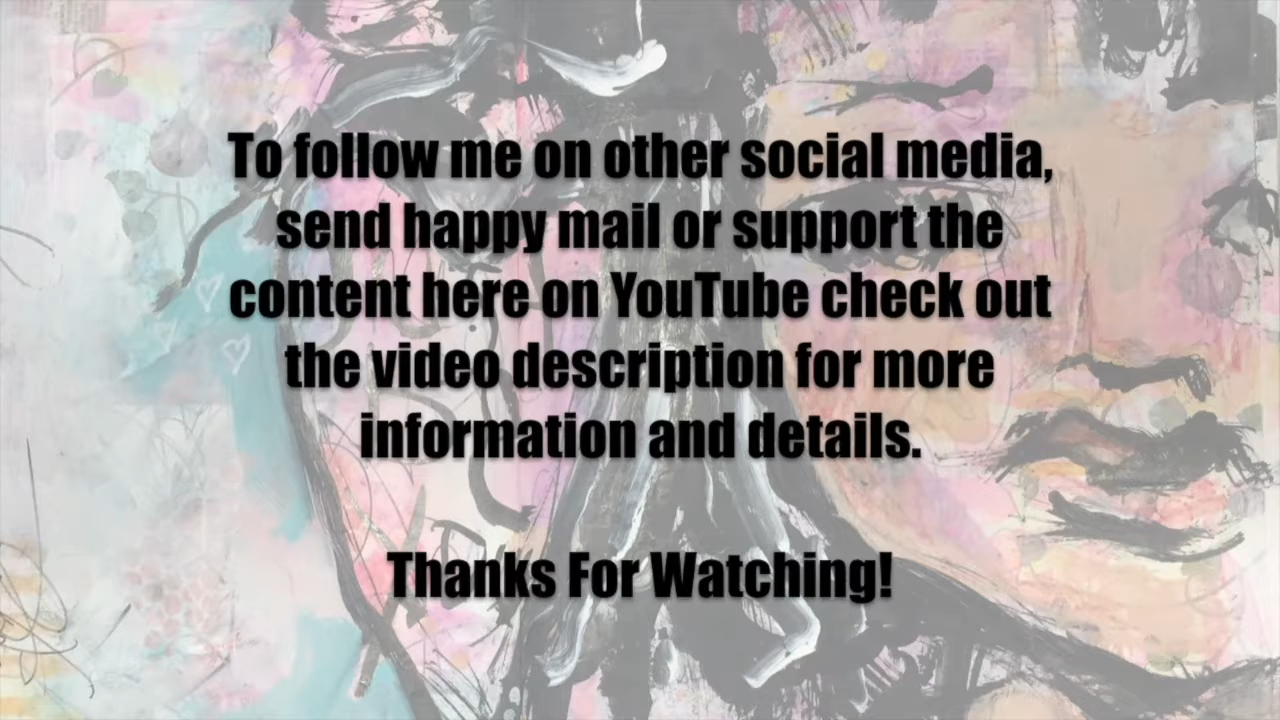 To follow me on other social media,
send happy mail or support the
content here on YouTube check out
the video description for more
information and details.
Thanks For Watching!